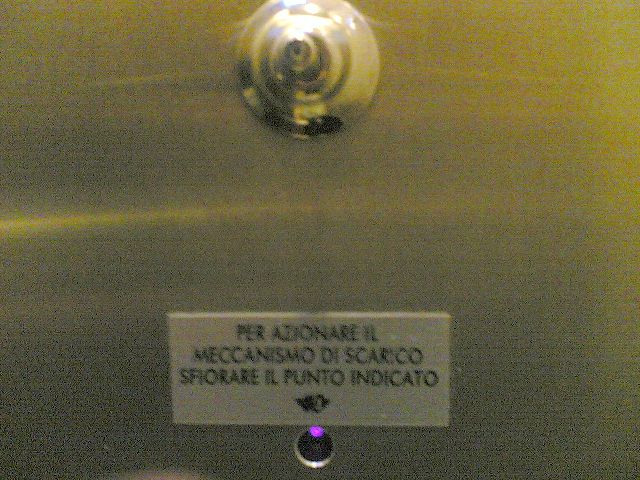 PER AZIONARE IL
MECCANISMO DI SCARICO
SFIORARE IL PUNTO INDICATO